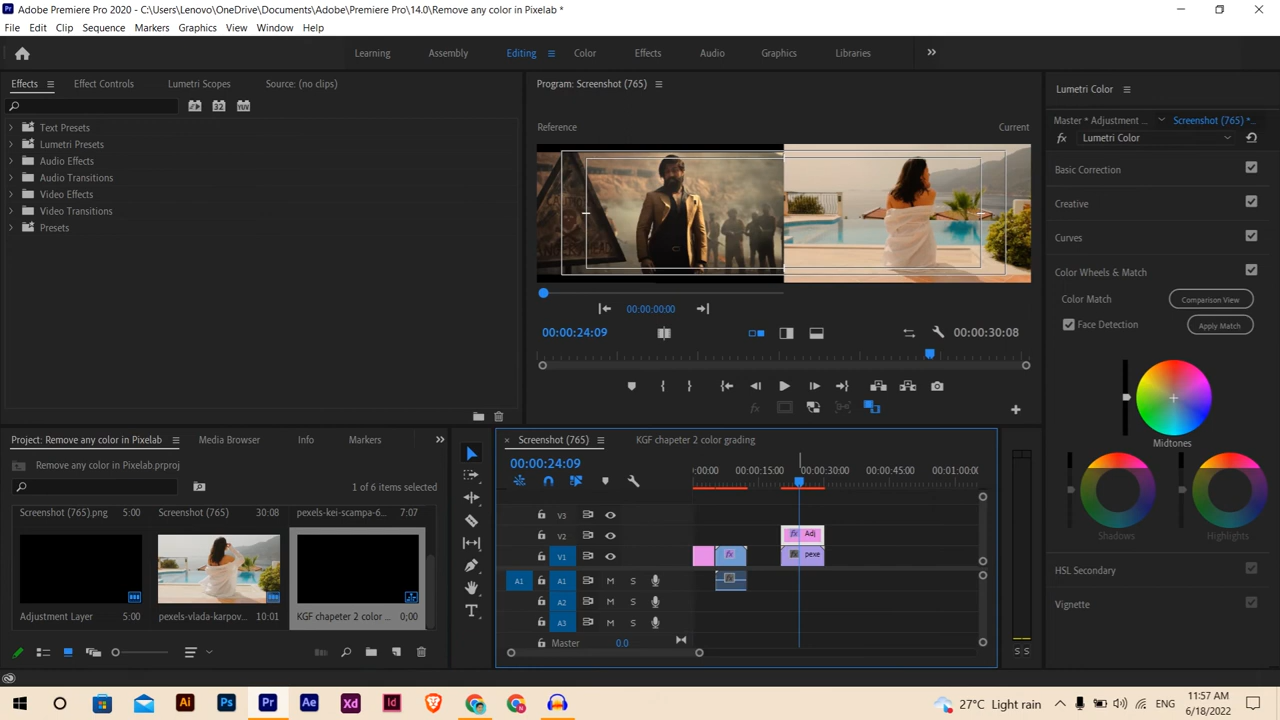 Adobe Premiere Pro 2020 - C:\Users\Lenovo\OneDrive\Documents\Adobe\Premiere Pro\14.0\Remove any color in Pixelab *
File Edit Clip Sequence Markers Graphics View Window Help
Learning Assembly Editing Color Effects Audio Graphics Libraries
Effects Effect Controls Lumetri Scopes Source: (no clips)
Program: Screenshot (765)
Lumetri Color
Reference Current
Master * Adjustment ... Screenshot (765) *...
fx Lumetri Color
Text Presets
Lumetri Presets
Audio Effects
Audio Transitions
Video Effects
Video Transitions
Presets
Basic Correction
Creative
Curves
Color Wheels & Match
Color Match Comparison View
Face Detection Apply Match
00:00:00:00
00:00:24:09 00:00:30:08
Midtones
Shadows Highlights
HSL Secondary
Vignette
Project: Remove any color in Pixelab Media Browser Info Markers
Remove any color in Pixelab.prproj
1 of 6 items selected
Screenshot (765).png 5:00 Screenshot (765) 30:08 pexels-kei-scampa-6... 7:07
Adjustment Layer 5:00 pexels-vlada-karpov... 10:01 KGF chapeter 2 color ... 0;00
Screenshot (765) KGF chapeter 2 color grading
00:00:24:09
:00:00 00:00:15:00 00:00:30:00 00:00:45:00 00:01:00:00
V3
V2 fx Adj
V1 fx fx pexe
A1 A1 M S
A2 M S
A3 M S
Master 0.0
S S
Ai Ps Pr Ae Xd Id
27°C Light rain
ENG
11:57 AM
6/18/2022